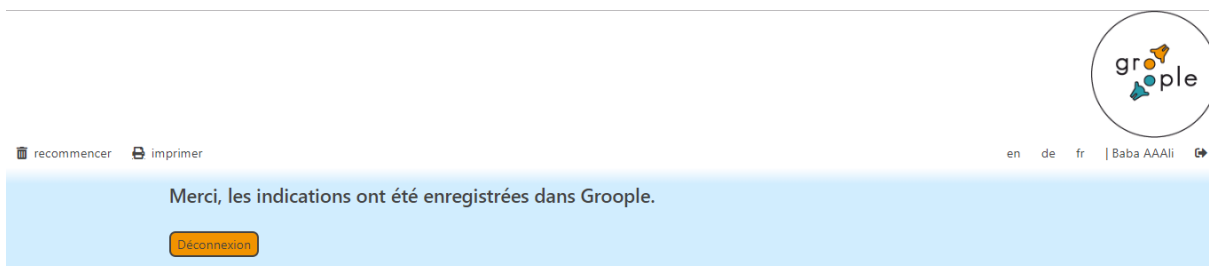 groople
recommencer imprimer en de fr | Baba AAAli
Merci, les indications ont été enregistrées dans Groople.
Déconnexion